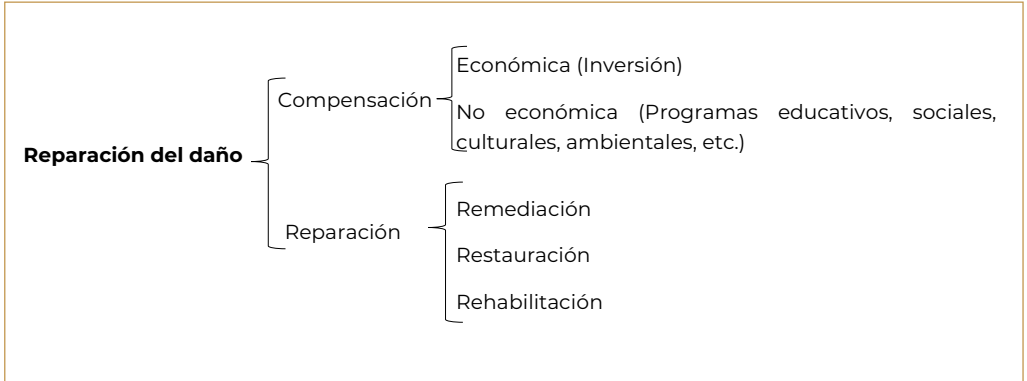 Económica (Inversión)
Compensación
No económica (Programas educativos, sociales,
culturales, ambientales, etc.)
Reparación del daño
Remediación
Reparación
Restauración
Rehabilitación